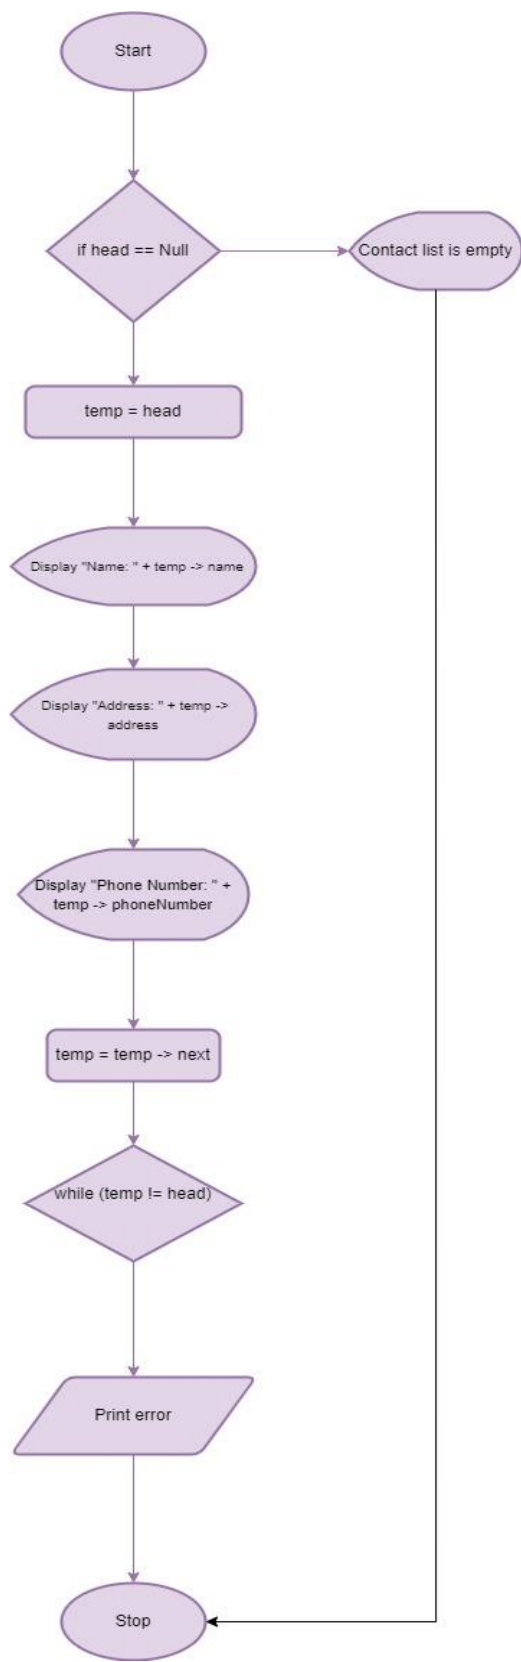 Start
if head == Null
Contact list is empty
temp = head
Display "Name: " + temp -> name
Display "Address: " + temp ->
address
Display "Phone Number: " +
temp -> phoneNumber
temp = temp -> next
while (temp != head)
Print error
Stop